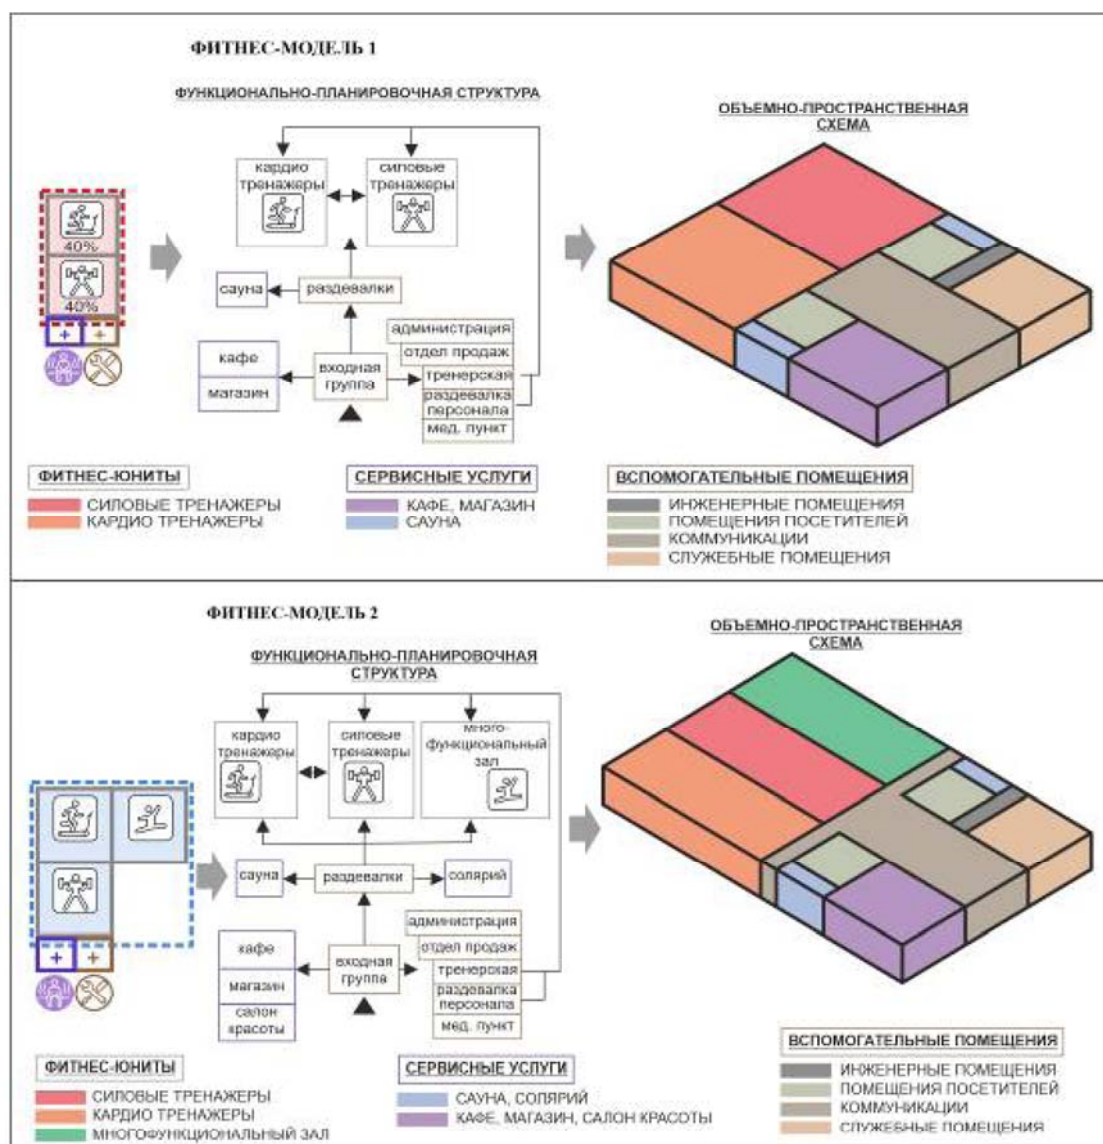 ФИТНЕС-МОДЕЛЬ 1
ФУНКЦИОНАЛЬНО-ПЛАНИРОВОЧНАЯ СТРУКТУРА
ОБЪЕМНО-ПРОСТРАНСТВЕННАЯ
СХЕМА
кардио
тренажеры
силовые
тренажеры
40%
40%
+ +
сауна
раздевалки
кафе
магазин
входная
группа
администрация
отдел продаж
тренерская
раздевалка
персонала
мед. пункт
ФИТНЕС-ЮНИТЫ
СИЛОВЫЕ ТРЕНАЖЕРЫ
КАРДИО ТРЕНАЖЕРЫ
СЕРВИСНЫЕ УСЛУГИ
КАФЕ, МАГАЗИН
САУНА
ВСПОМОГАТЕЛЬНЫЕ ПОМЕЩЕНИЯ
ИНЖЕНЕРНЫЕ ПОМЕЩЕНИЯ
ПОМЕЩЕНИЯ ПОСЕТИТЕЛЕЙ
КОММУНИКАЦИИ
СЛУЖЕБНЫЕ ПОМЕЩЕНИЯ
ФИТНЕС-МОДЕЛЬ 2
ФУНКЦИОНАЛЬНО-ПЛАНИРОВОЧНАЯ
СТРУКТУРА
ОБЪЕМНО-ПРОСТРАНСТВЕННАЯ
СХЕМА
кардио
тренажеры
силовые
тренажеры
много-
функциональный
зал
+ +
сауна
раздевалки
солярий
кафе
магазин
салон
красоты
входная
группа
администрация
отдел продаж
тренерская
раздевалка
персонала
мед. пункт
ФИТНЕС-ЮНИТЫ
СИЛОВЫЕ ТРЕНАЖЕРЫ
КАРДИО ТРЕНАЖЕРЫ
МНОГОФУНКЦИОНАЛЬНЫЙ ЗАЛ
СЕРВИСНЫЕ УСЛУГИ
САУНА, СОЛЯРИЙ
КАФЕ, МАГАЗИН, САЛОН КРАСОТЫ
ВСПОМОГАТЕЛЬНЫЕ ПОМЕЩЕНИЯ
ИНЖЕНЕРНЫЕ ПОМЕЩЕНИЯ
ПОМЕЩЕНИЯ ПОСЕТИТЕЛЕЙ
КОММУНИКАЦИИ
СЛУЖЕБНЫЕ ПОМЕЩЕНИЯ